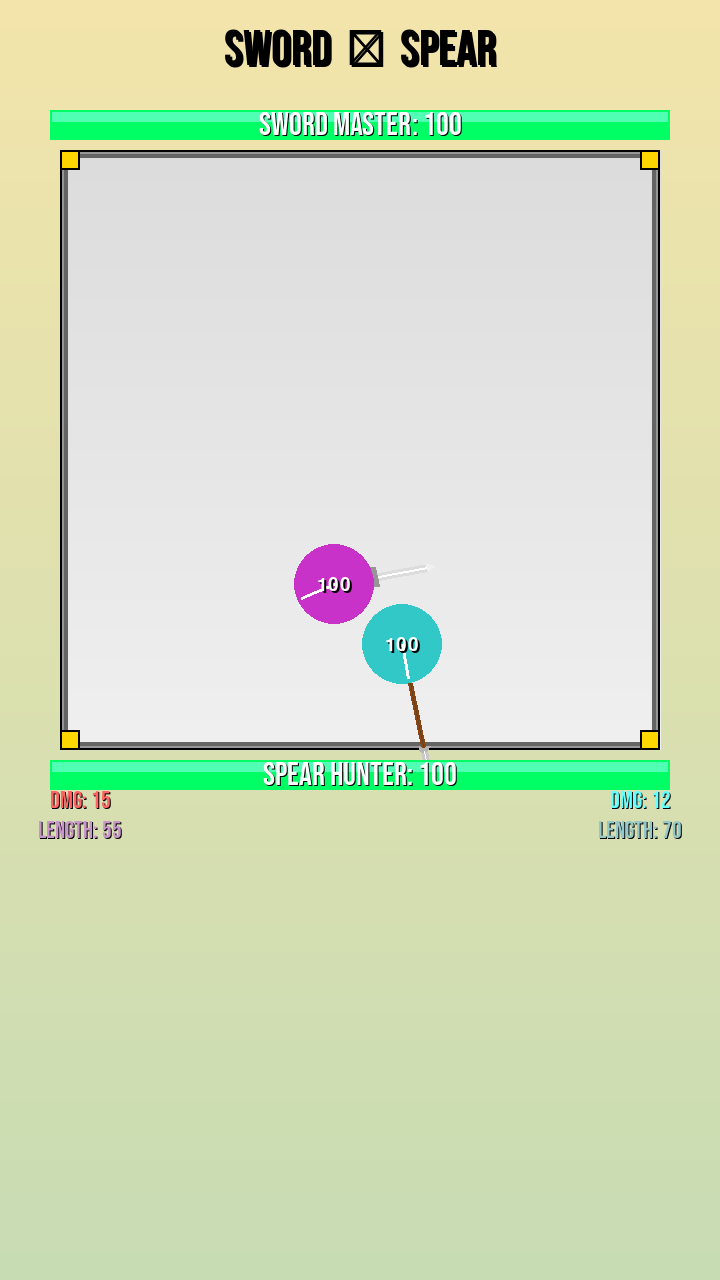 SWORD ☒ SPEAR
SWORD MASTER: 100
100
100
SPEAR HUNTER: 100
DMG: 15
DMG: 12
LENGTH: 55
LENGTH: 70